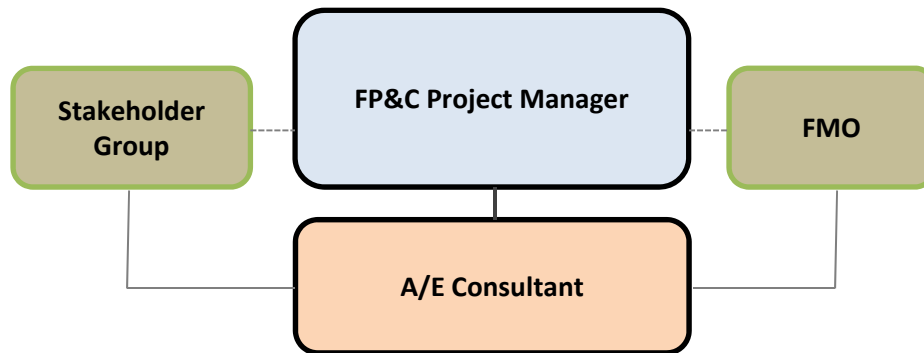 FP&C Project Manager
Stakeholder
Group
FMO
A/E Consultant